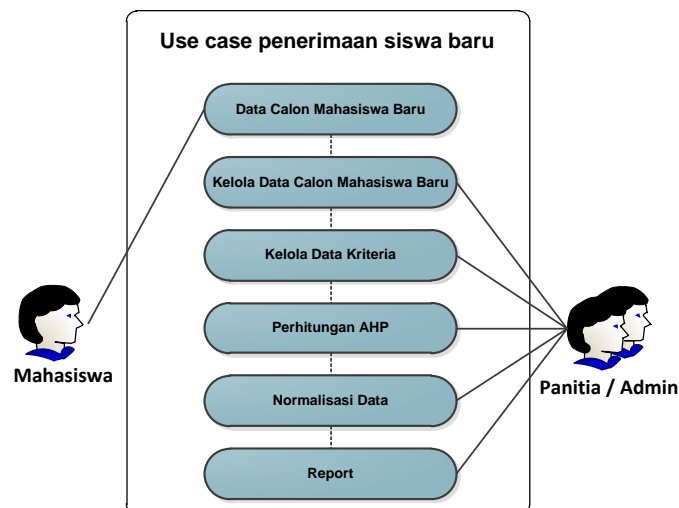 Use case penerimaan siswa baru
Data Calon Mahasiswa Baru
Kelola Data Calon Mahasiswa Baru
Kelola Data Kriteria
Perhitungan AHP
Normalisasi Data
Report
Mahasiswa
Panitia / Admin